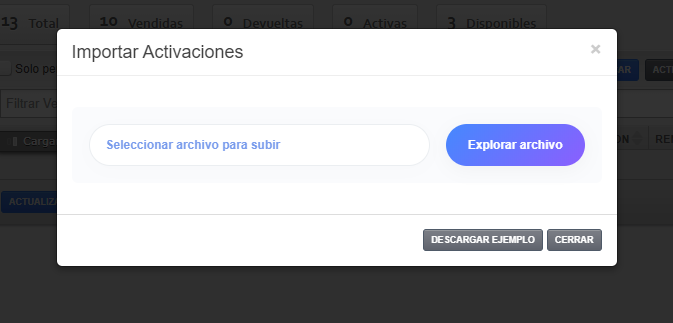 13 Total 10 Vendidas 0 Devueltas 0 Activas 3 Disponibles
Importar Activaciones ×
Solo pe
AR ACT
Filtrar Ve
Seleccionar archivo para subir Explorar archivo
Carga ON RE
ACTUALIZA
DESCARGAR EJEMPLO CERRAR